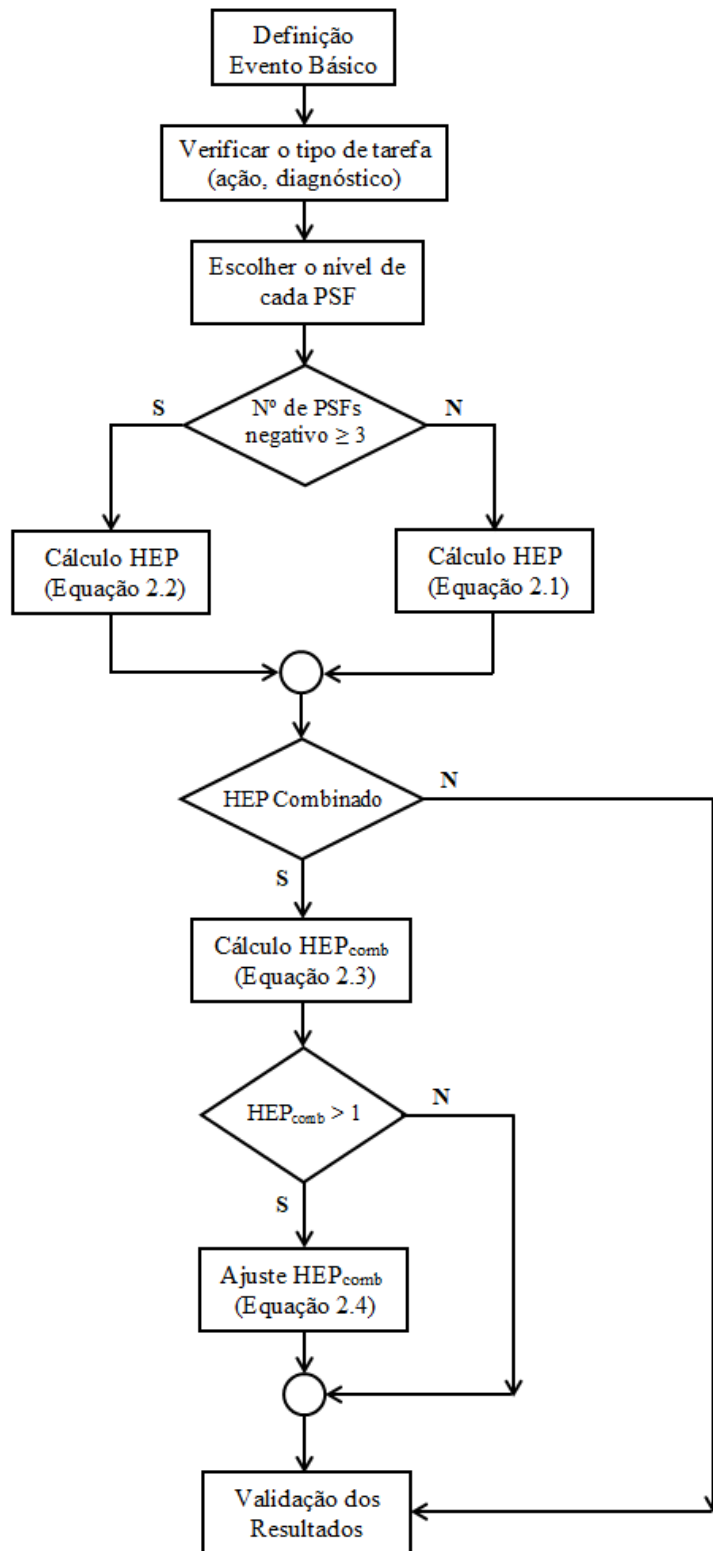 Definição
Evento Básico
Verificar o tipo de tarefa
(ação, diagnóstico)
Escolher o nível de
cada PSF
S
Nº de PSFs
negativo ≥ 3
N
Cálculo HEP
(Equação 2.2)
Cálculo HEP
(Equação 2.1)
HEP Combinado
N
S
Cálculo HEPcomb
(Equação 2.3)
HEPcomb > 1
N
S
Ajuste HEPcomb
(Equação 2.4)
Validação dos
Resultados